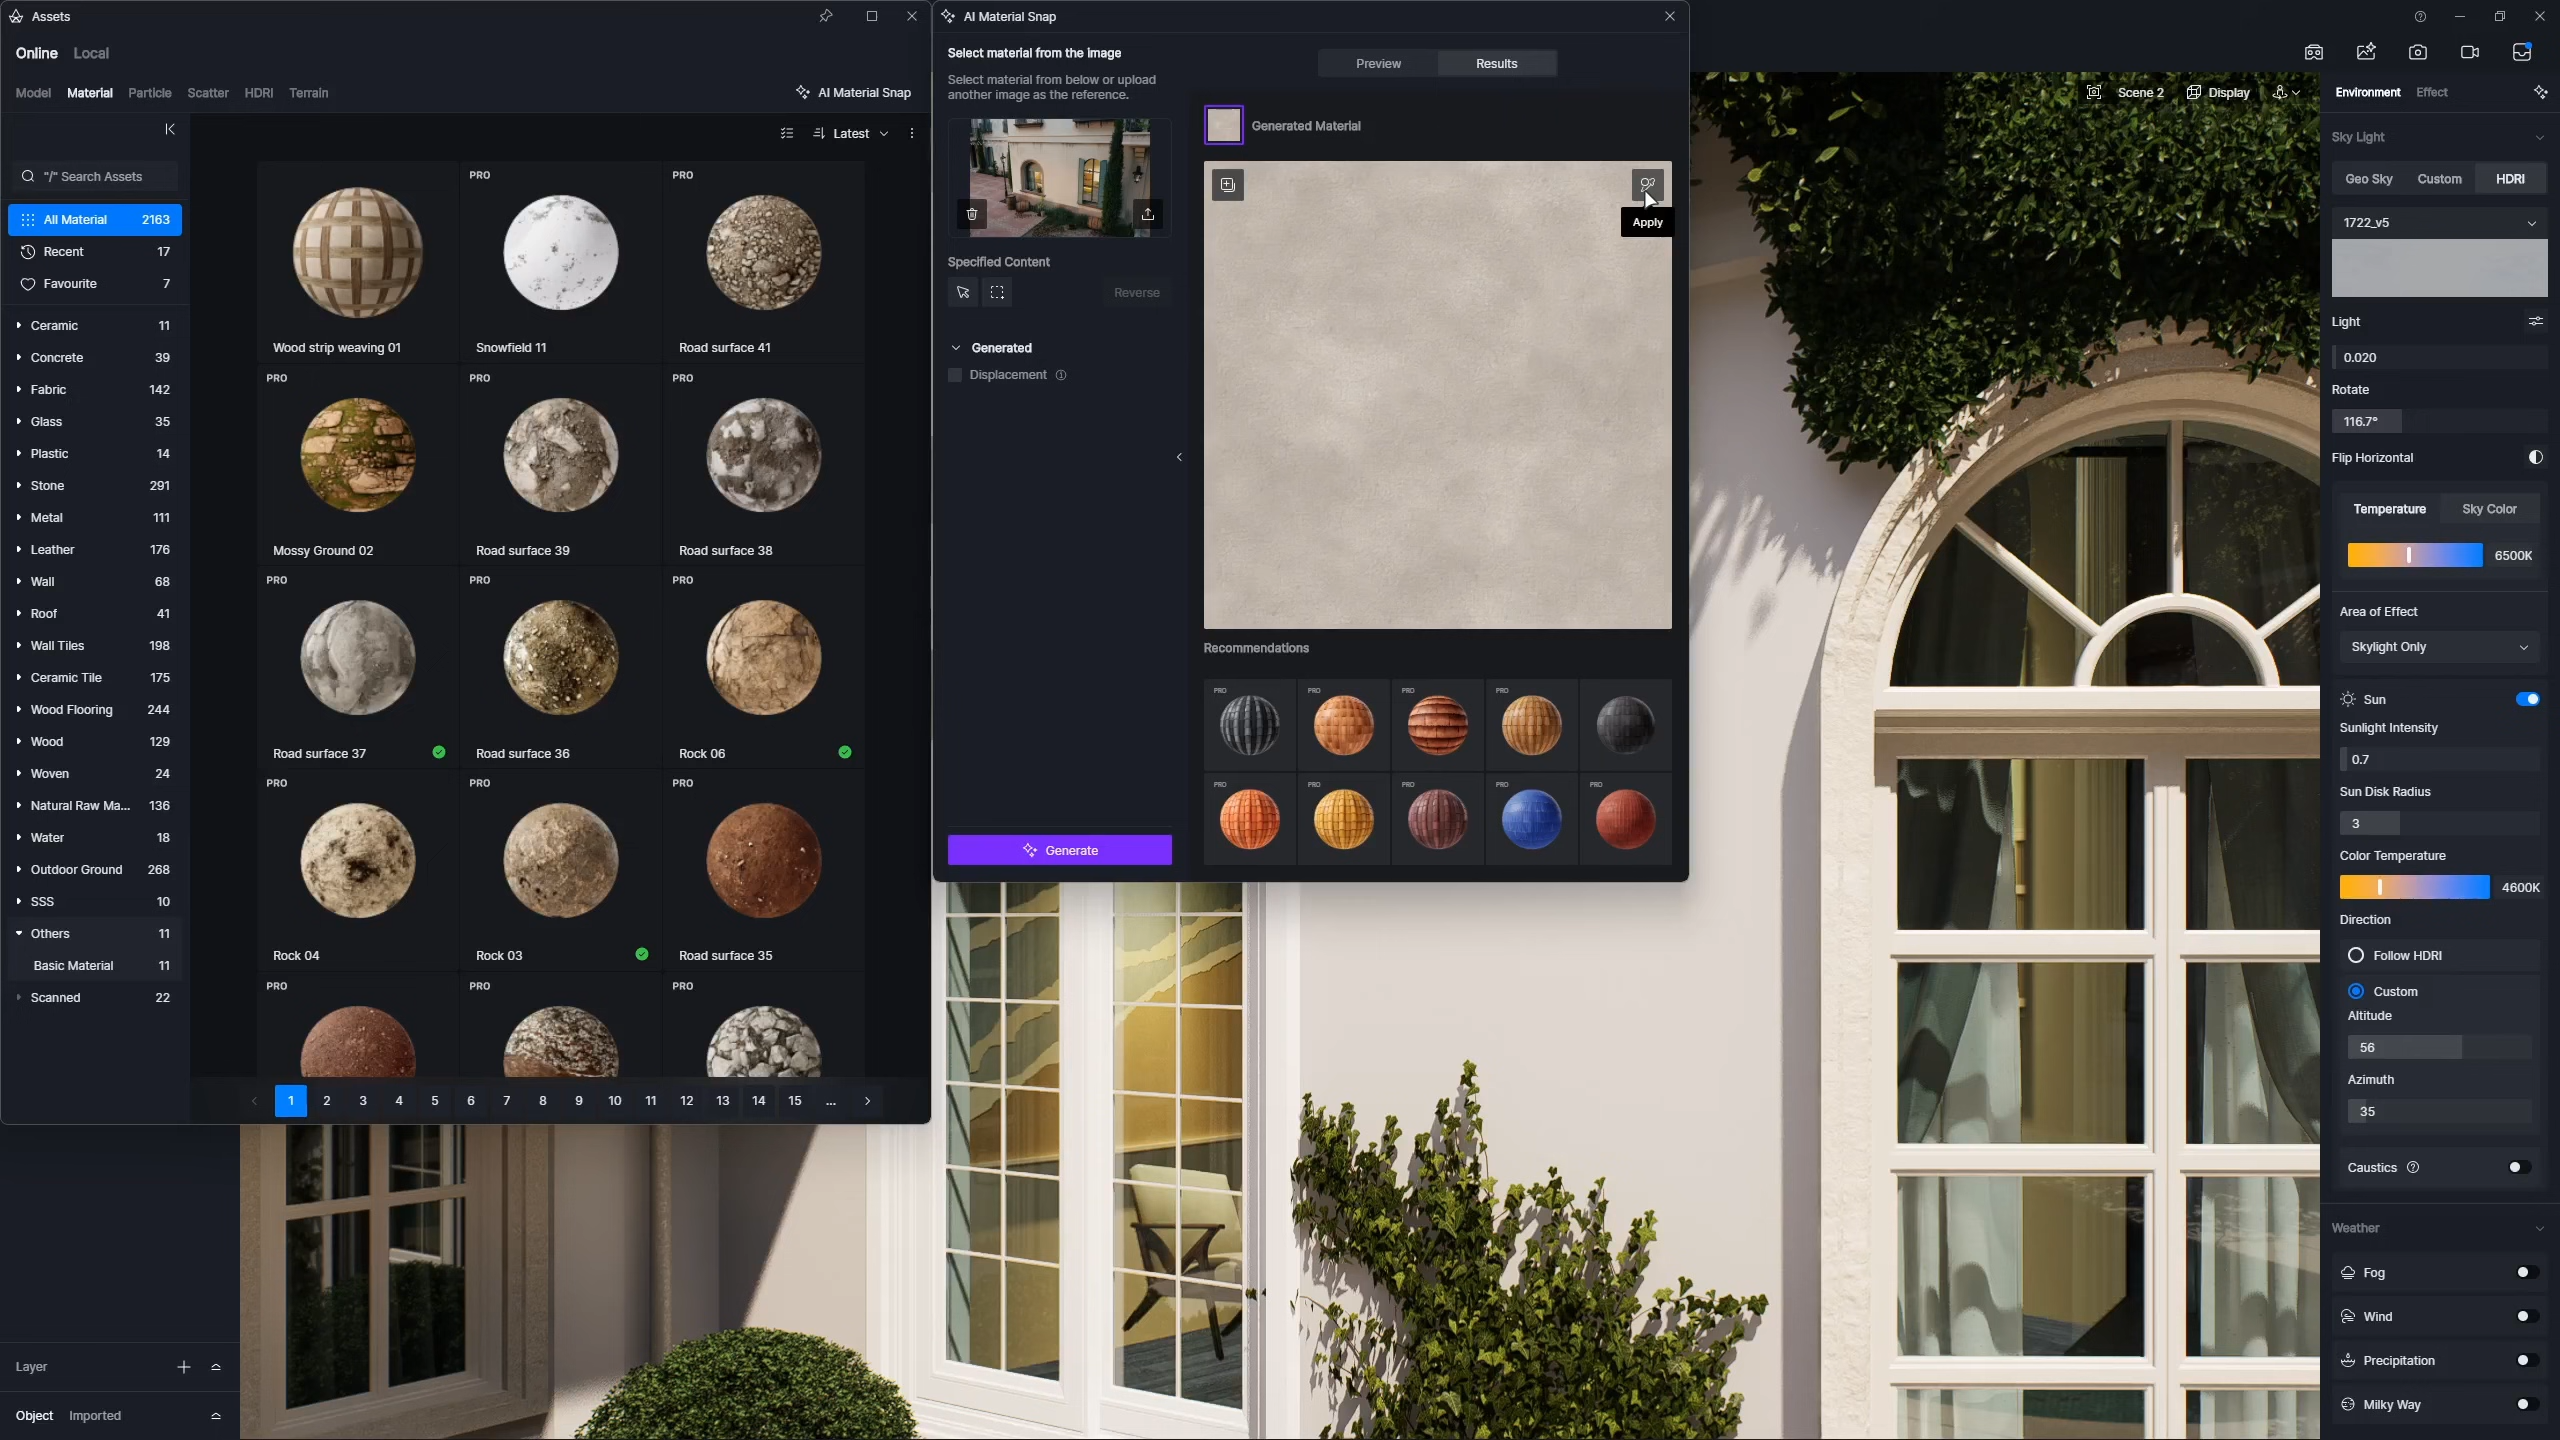 Assets
Online Local
Model Material Particle Scatter HDRI Terrain
AI Material Snap
Latest
"/" Search Assets
All Material 2163
Recent 17
Favourite 7
Ceramic 11
Concrete 39
Fabric 142
Glass 35
Plastic 14
Stone 291
Metal 111
Leather 176
Wall 68
Roof 41
Wall Tiles 198
Ceramic Tile 175
Wood Flooring 244
Wood 129
Woven 24
Natural Raw Ma... 136
Water 18
Outdoor Ground 268
SSS 10
Others 11
Basic Material 11
Scanned 22
PRO PRO
Wood strip weaving 01 Snowfield 11 Road surface 41
PRO PRO PRO
Mossy Ground 02 Road surface 39 Road surface 38
PRO PRO PRO
Road surface 37 Road surface 36 Rock 06
PRO PRO PRO
Rock 04 Rock 03 Road surface 35
PRO PRO PRO
1 2 3 4 5 6 7 8 9 10 11 12 13 14 15 ...
Layer
Object Imported
AI Material Snap
Select material from the image
Select material from below or upload
another image as the reference.
Specified Content
Reverse
Generated
Displacement
Generate
Preview Results
Generated Material
Apply
Recommendations
PRO PRO PRO PRO
PRO PRO PRO PRO PRO
Scene 2 Display
Environment Effect
Sky Light
Geo Sky Custom HDRI
1722_v5
Light
0.020
Rotate
116.7°
Flip Horizontal
Temperature Sky Color
6500K
Area of Effect
Skylight Only
Sun
Sunlight Intensity
0.7
Sun Disk Radius
3
Color Temperature
4600K
Direction
Follow HDRI
Custom
Altitude
56
Azimuth
35
Caustics
Weather
Fog
Wind
Precipitation
Milky Way